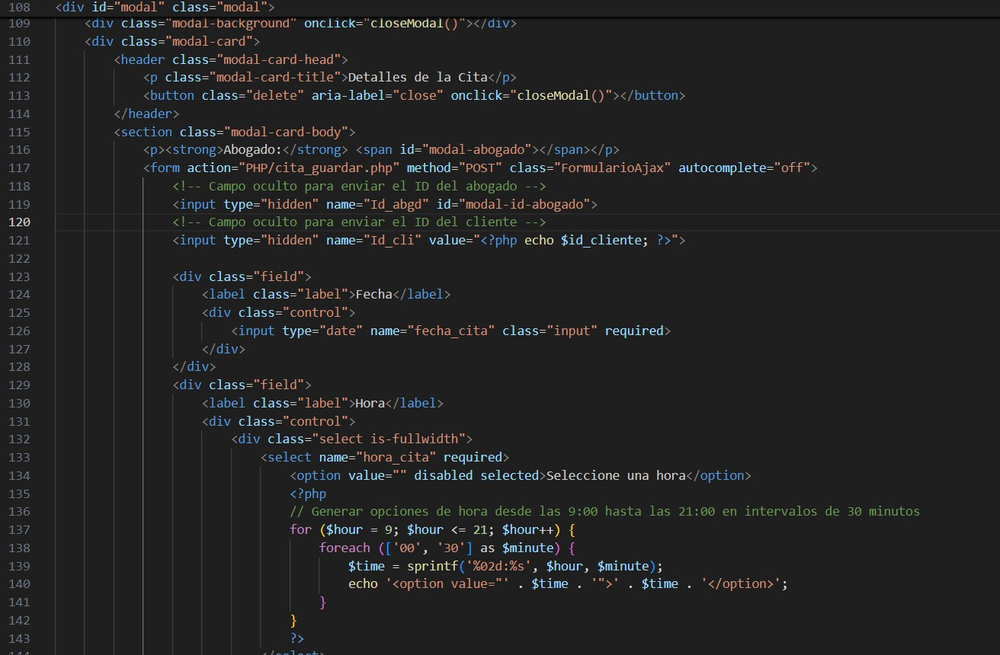 108 <div id="modal" class="modal">
109 <div class="modal-background" onclick="closeModal()"></div>
110 <div class="modal-card">
111 <header class="modal-card-head">
112 <p class="modal-card-title">Detalles de la Cita</p>
113 <button class="delete" aria-label="close" onclick="closeModal()"></button>
114 </header>
115 <section class="modal-card-body">
116 <p><strong>Abogado:</strong> <span id="modal-abogado"></span></p>
117 <form action="PHP/cita_guardar.php" method="POST" class="FormularioAjax" autocomplete="off">
118 <!-- Campo oculto para enviar el ID del abogado -->
119 <input type="hidden" name="Id_abgd" id="modal-id-abogado">
120 <!-- Campo oculto para enviar el ID del cliente -->
121 <input type="hidden" name="Id_cli" value="<?php echo $id_cliente; ?>">
122
123 <div class="field">
124 <label class="label">Fecha</label>
125 <div class="control">
126 <input type="date" name="fecha_cita" class="input" required>
127 </div>
128 </div>
129 <div class="field">
130 <label class="label">Hora</label>
131 <div class="control">
132 <div class="select is-fullwidth">
133 <select name="hora_cita" required>
134 <option value="" disabled selected>Seleccione una hora</option>
135 <?php
136 // Generar opciones de hora desde las 9:00 hasta las 21:00 en intervalos de 30 minutos
137 for ($hour = 9; $hour <= 21; $hour++) {
138 foreach (['00', '30'] as $minute) {
139 $time = sprintf('%02d:%s', $hour, $minute);
140 echo '<option value="' . $time . '">' . $time . '</option>';
141 }
142 }
143 ?>
144 </select>